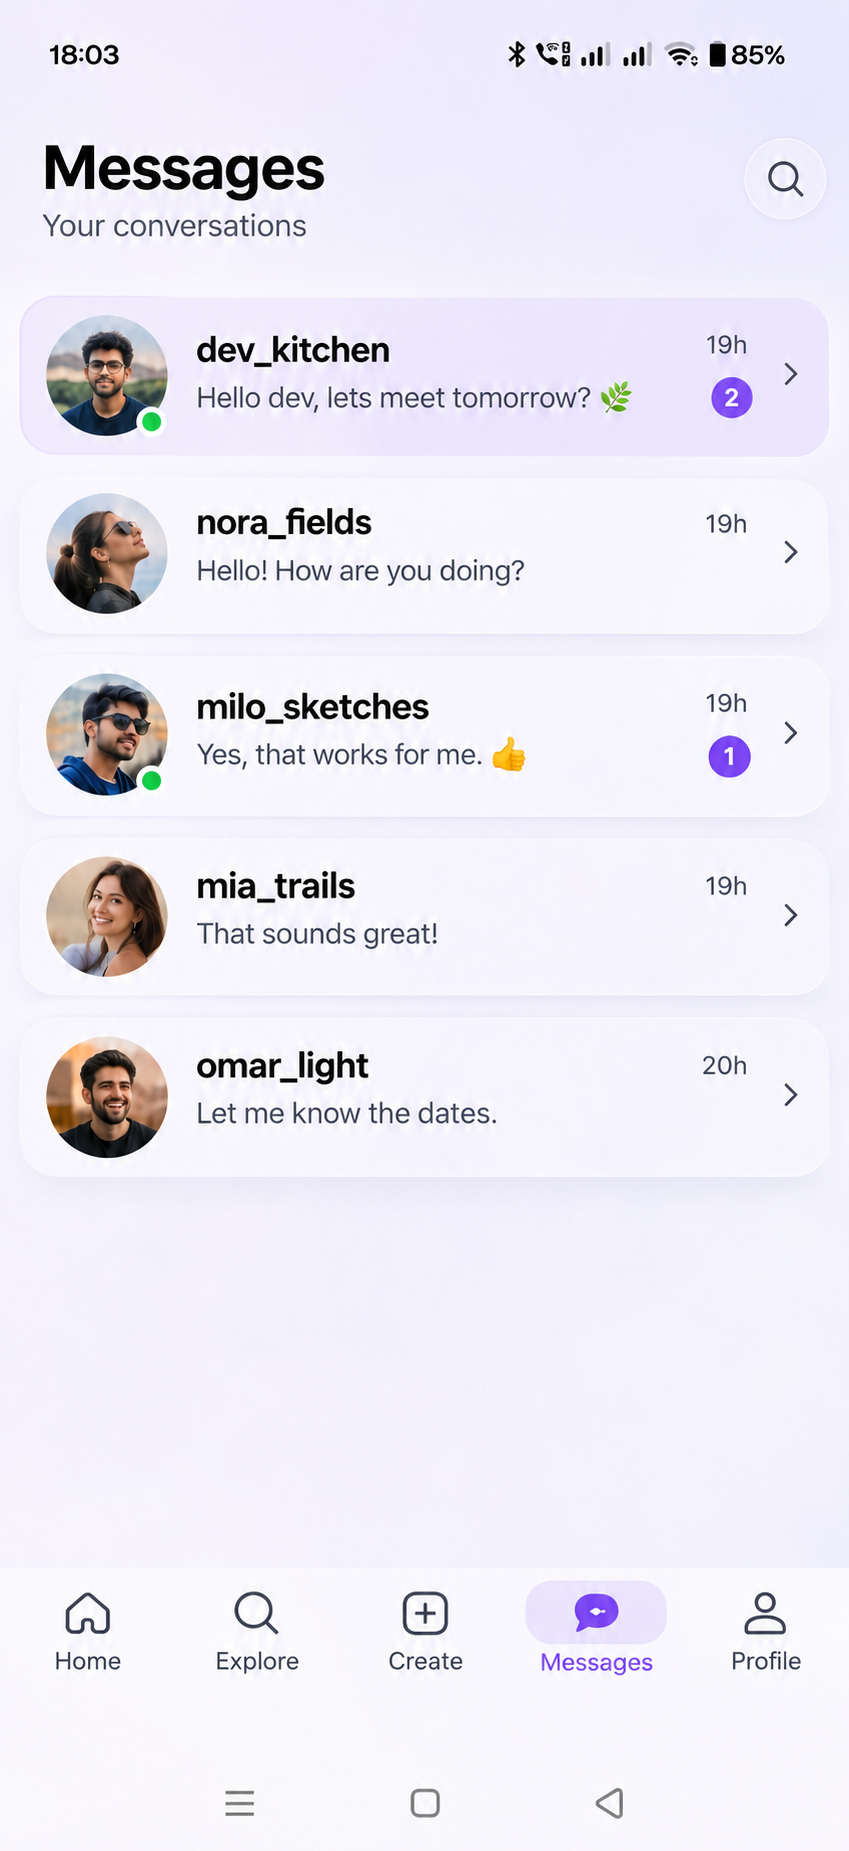 18:03 85%
Messages
Your conversations
dev_kitchen 19h
Hello dev, lets meet tomorrow? 🌿 2
nora_fields 19h
Hello! How are you doing?
milo_sketches 19h
Yes, that works for me. 👍 1
mia_trails 19h
That sounds great!
omar_light 20h
Let me know the dates.
Home Explore Create Messages Profile